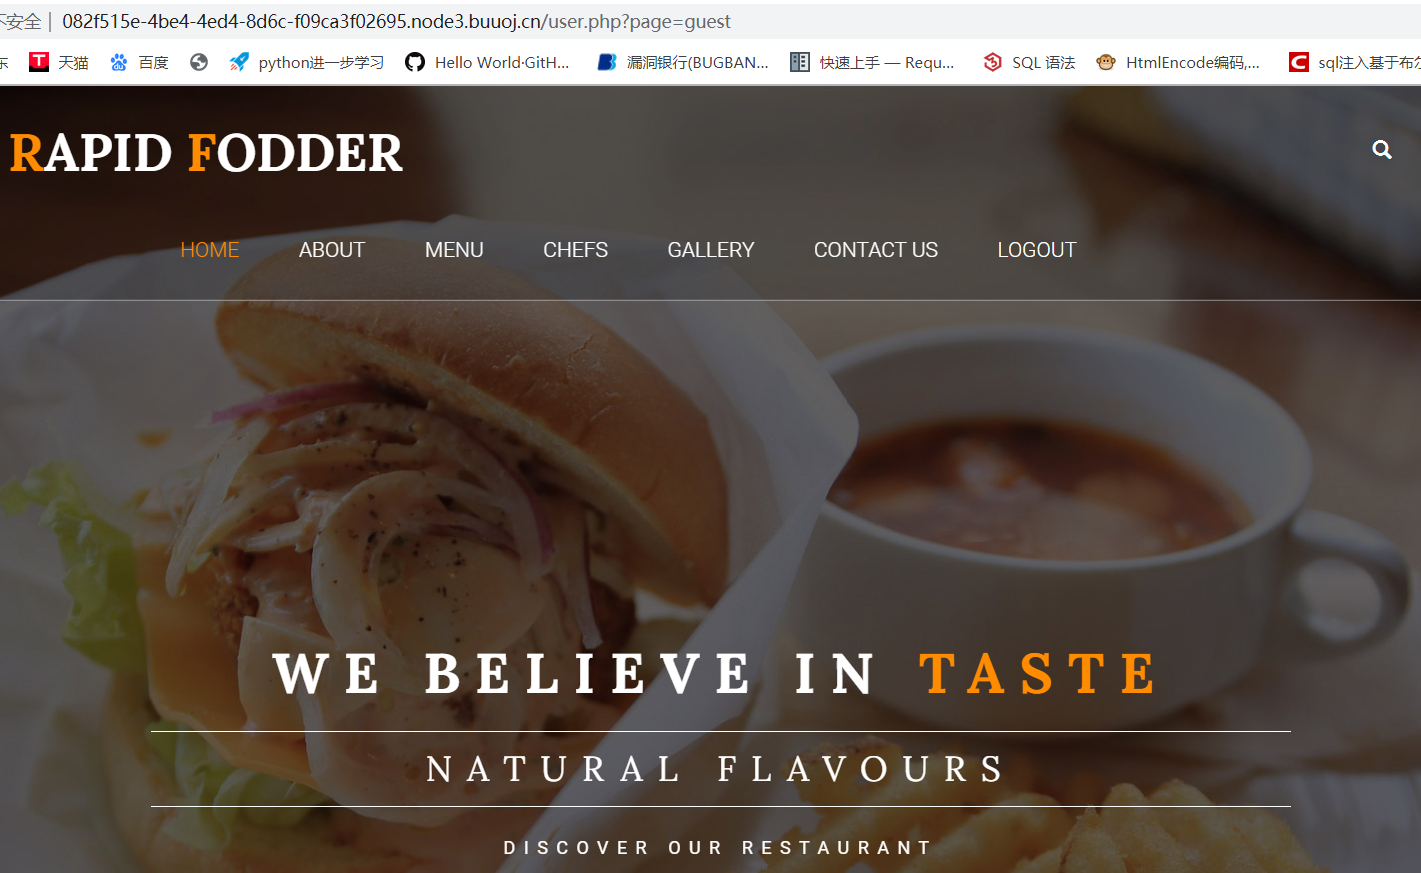 不安全 | 082f515e-4be4-4ed4-8d6c-f09ca3f02695.node3.buuoj.cn/user.php?page=guest
东 天猫 百度 python进一步学习 Hello World·GitH... 漏洞银行(BUGBAN... 快速上手 — Requ... SQL 语法 HtmlEncode编码,... sql注入基于布尔
RAPID FODDER
HOME ABOUT MENU CHEFS GALLERY CONTACT US LOGOUT
WE BELIEVE IN TASTE
NATURAL FLAVOURS
DISCOVER OUR RESTAURANT